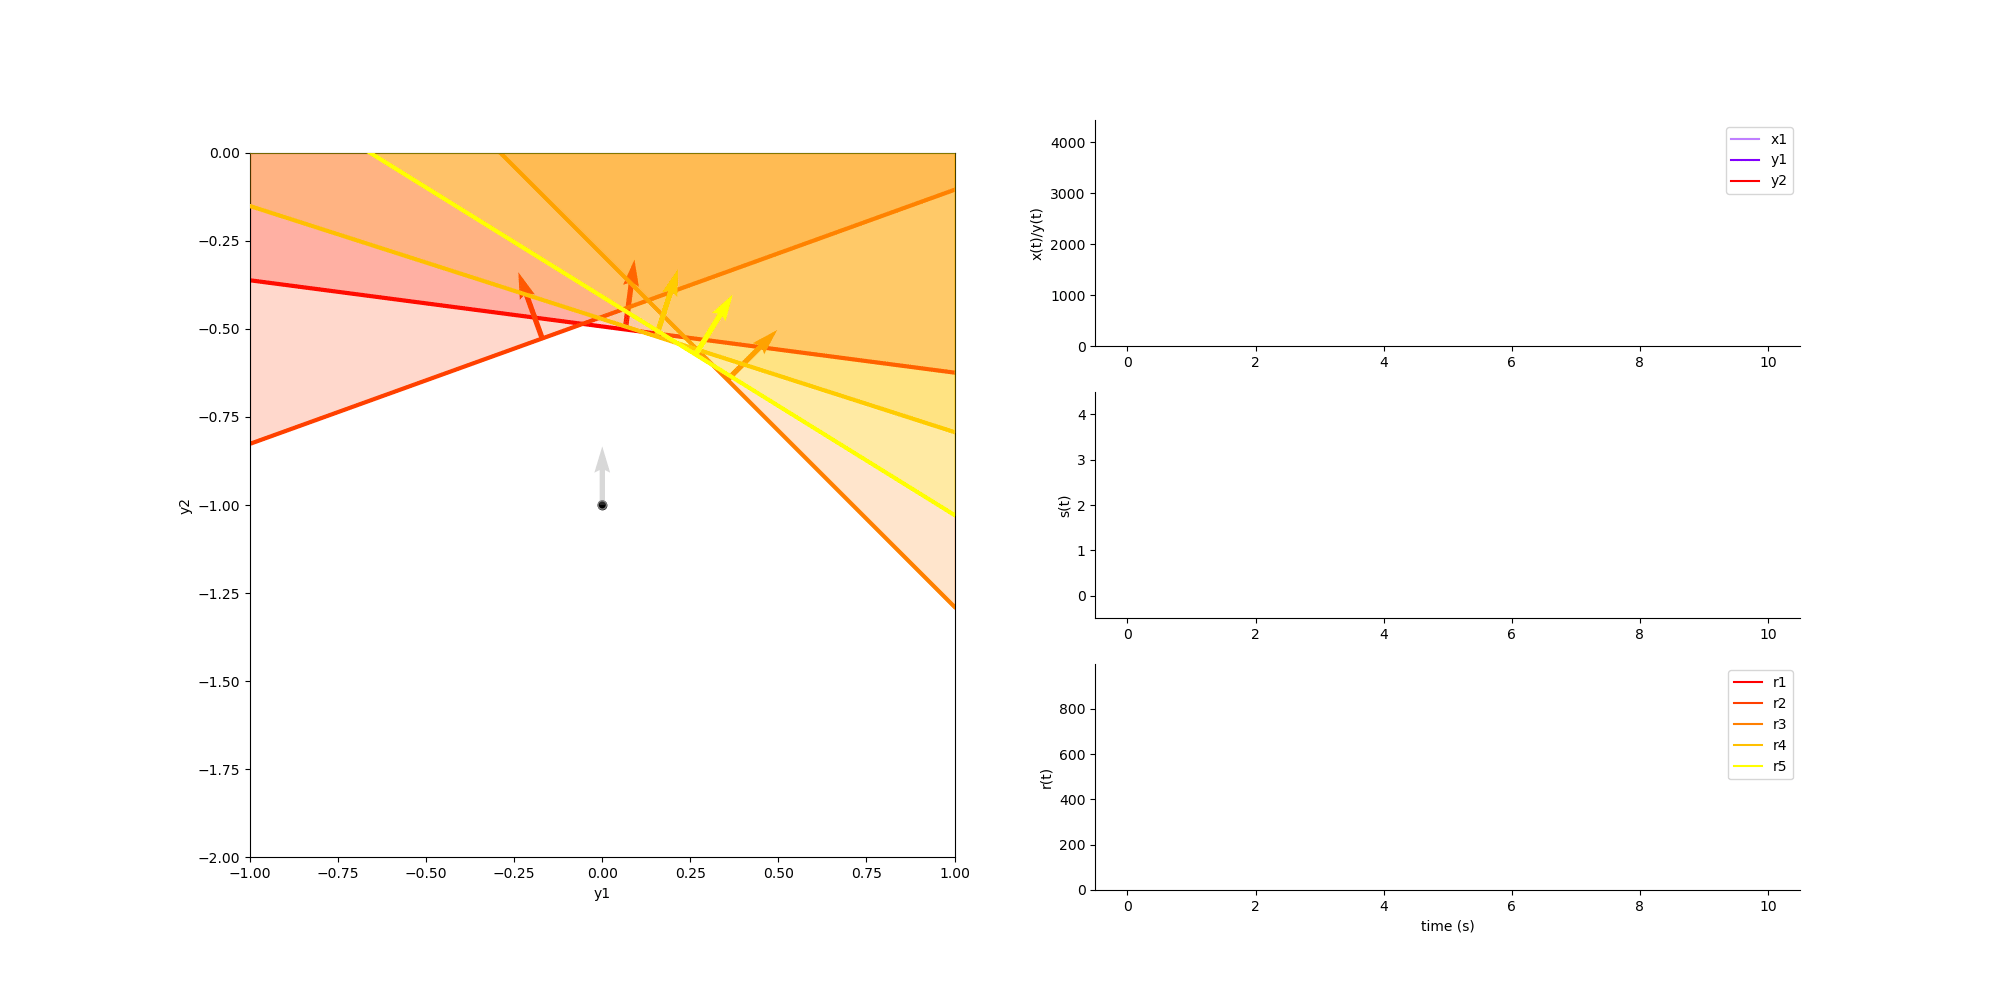 0.00
−0.25
−0.50
−0.75
−1.00
−1.25
−1.50
−1.75
−2.00
y2
−1.00 −0.75 −0.50 −0.25 0.00 0.25 0.50 0.75 1.00
y1
4000
3000
2000
1000
0
x(t)/y(t)
x1
y1
y2
0 2 4 6 8 10
4
3
2
1
0
s(t)
0 2 4 6 8 10
800
600
400
200
0
r(t)
r1
r2
r3
r4
r5
0 2 4 6 8 10
time (s)